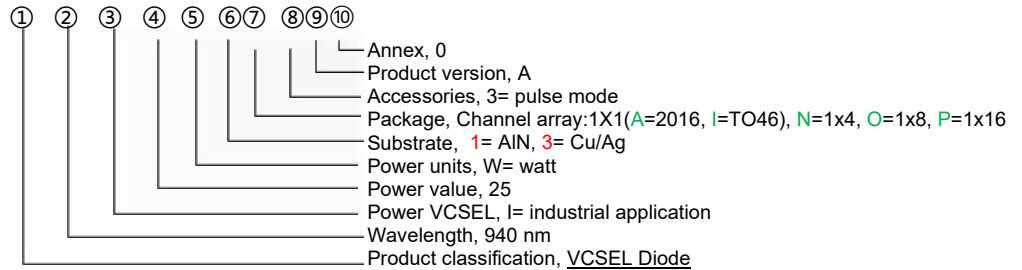 ① ② ③ ④ ⑤ ⑥⑦ ⑧⑨⑩
Annex, 0
Product version, A
Accessories, 3= pulse mode
Package, Channel array:1X1(A=2016, I=TO46), N=1x4, O=1x8, P=1x16
Substrate, 1= AlN, 3= Cu/Ag
Power units, W= watt
Power value, 25
Power VCSEL, I= industrial application
Wavelength, 940 nm
Product classification, VCSEL Diode